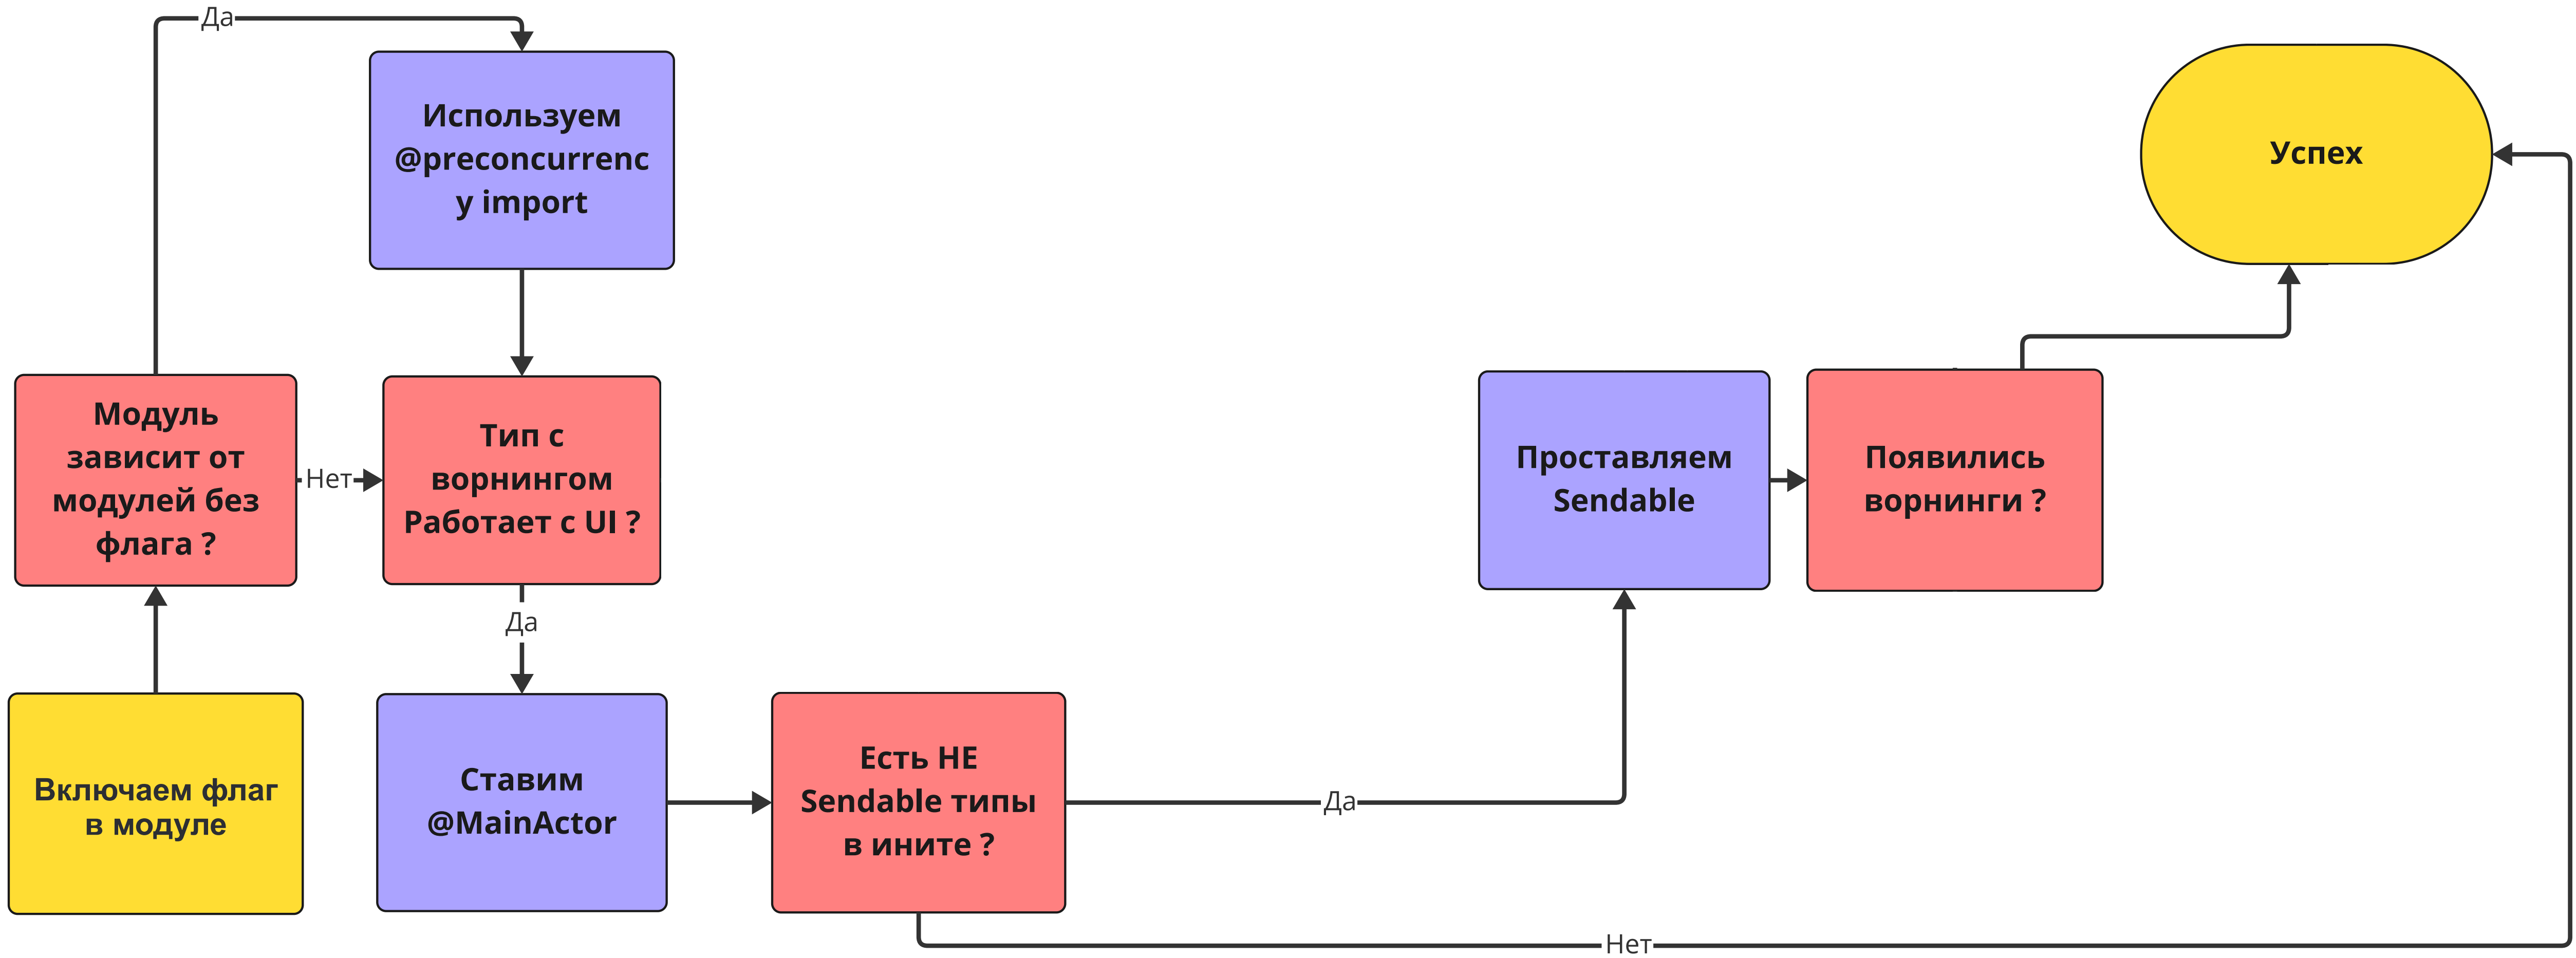 Да
Используем
@preconcurrenc
y import
Успех
Модуль
зависит от
модулей без
флага ?
Нет
Тип с
ворнингом
Работает с UI ?
Проставляем
Sendable
Появились
ворнинги ?
Да
Включаем флаг
в модуле
Ставим
@MainActor
Есть НЕ
Sendable типы
в ините ?
Да
Нет